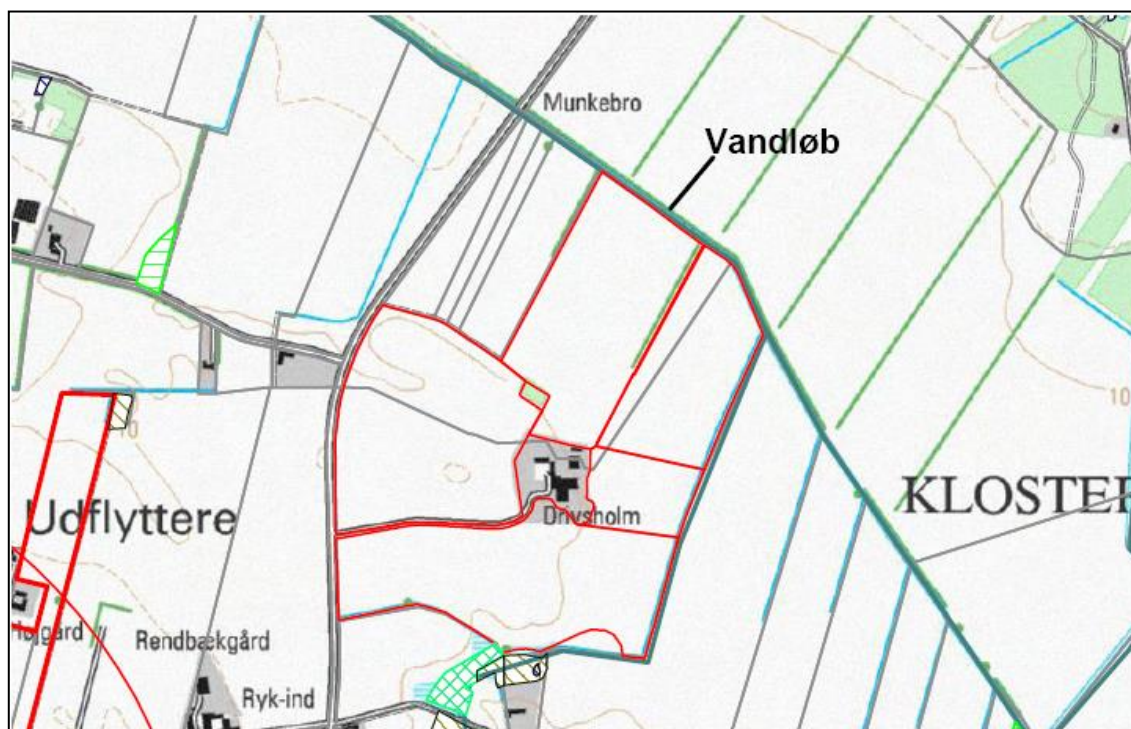 Munkebro
Vandløb
10
KLOSTER
10
Udflyttere
Drivsholm
Rendbækgård
Ryk-ind